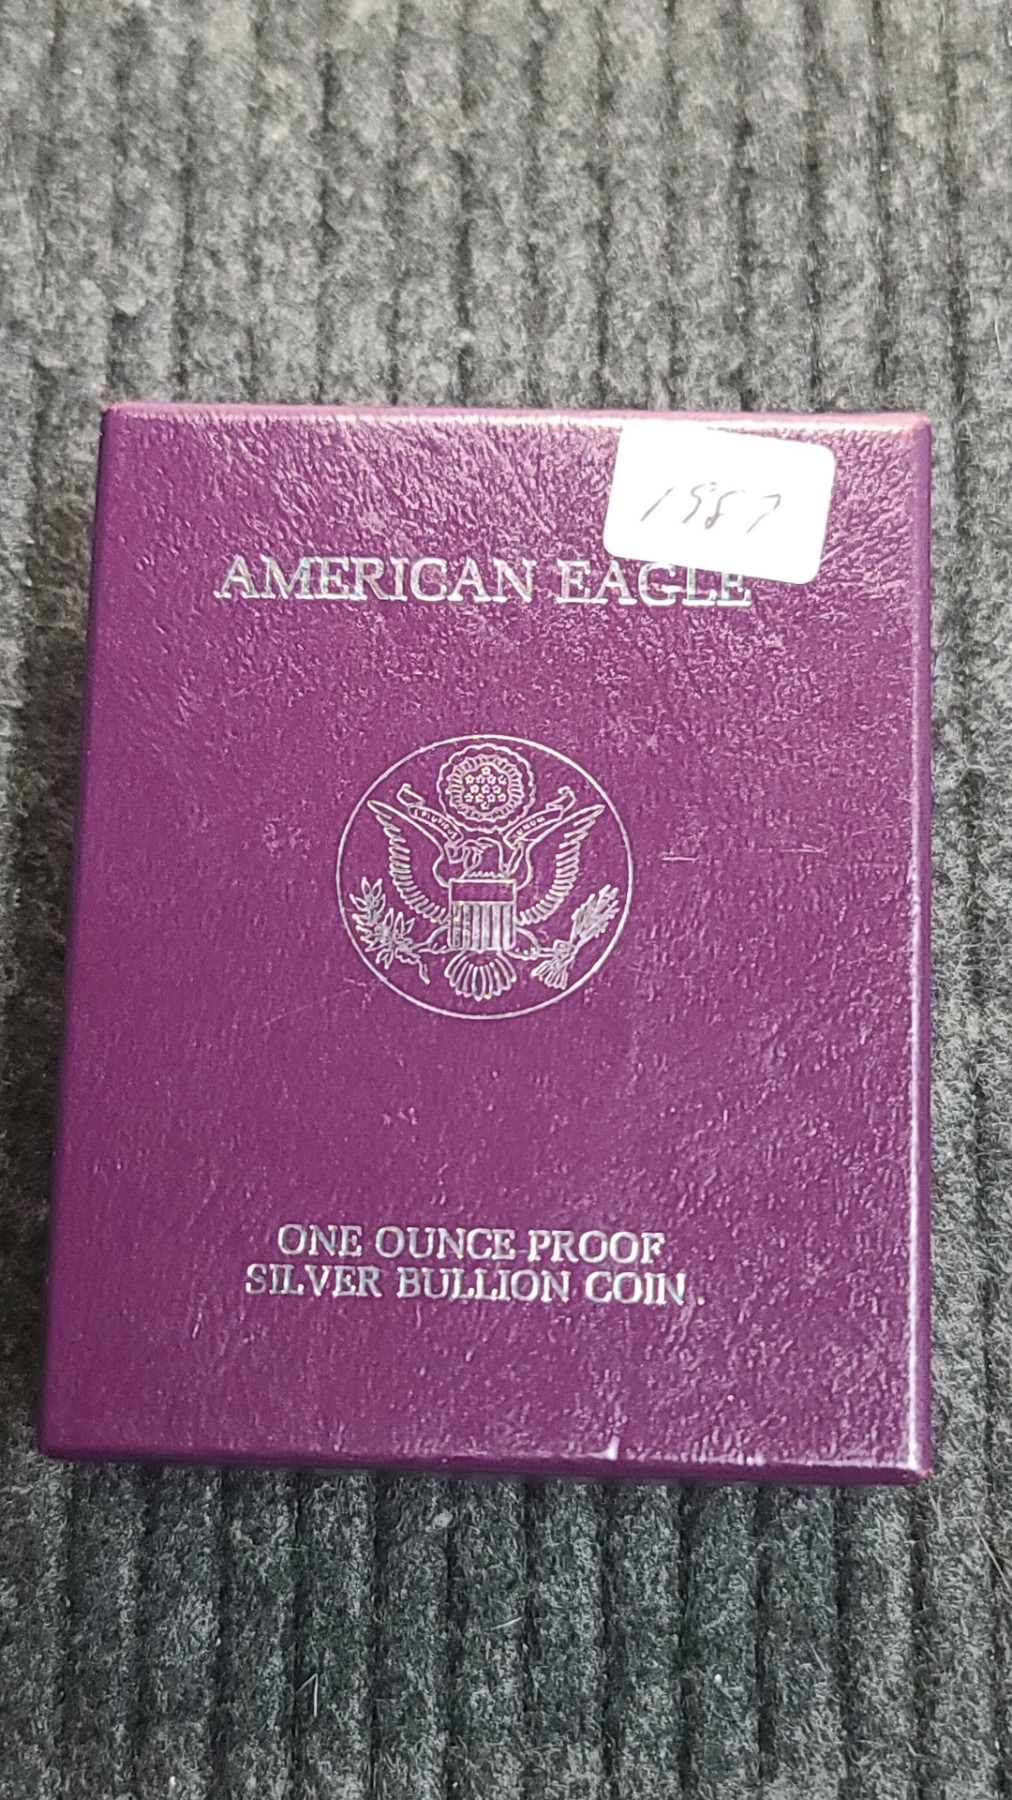 1987
AMERICAN EAGLE
ONE OUNCE PROOF
SILVER BULLION COIN